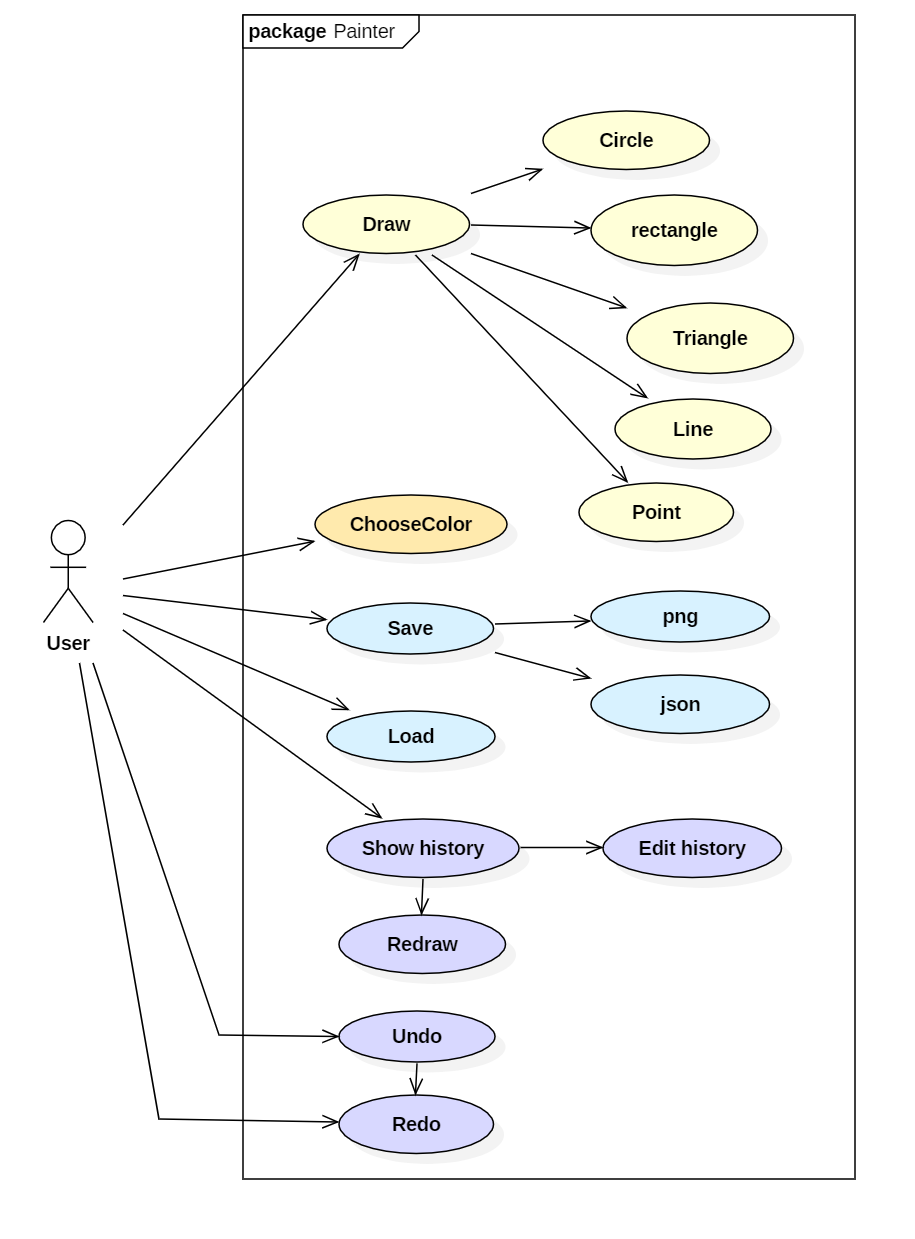 package Painter
Circle
Draw
rectangle
Triangle
Line
Point
ChooseColor
User
Save
png
json
Load
Show history
Edit history
Redraw
Undo
Redo